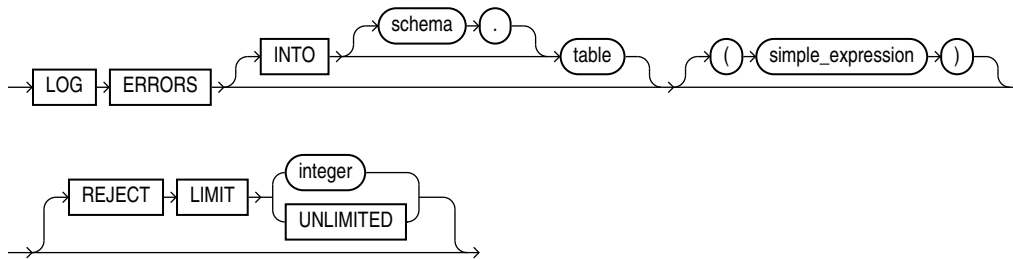 schema .
INTO table ( simple_expression )
LOG ERRORS
integer
REJECT LIMIT
UNLIMITED